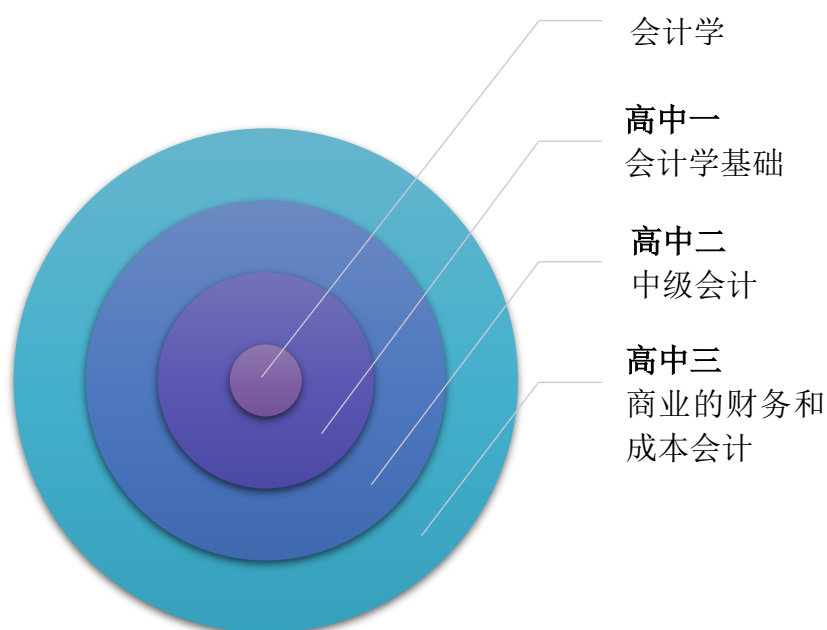 会计学
高中一
会计学基础
高中二
中级会计
高中三
商业的财务和
成本会计